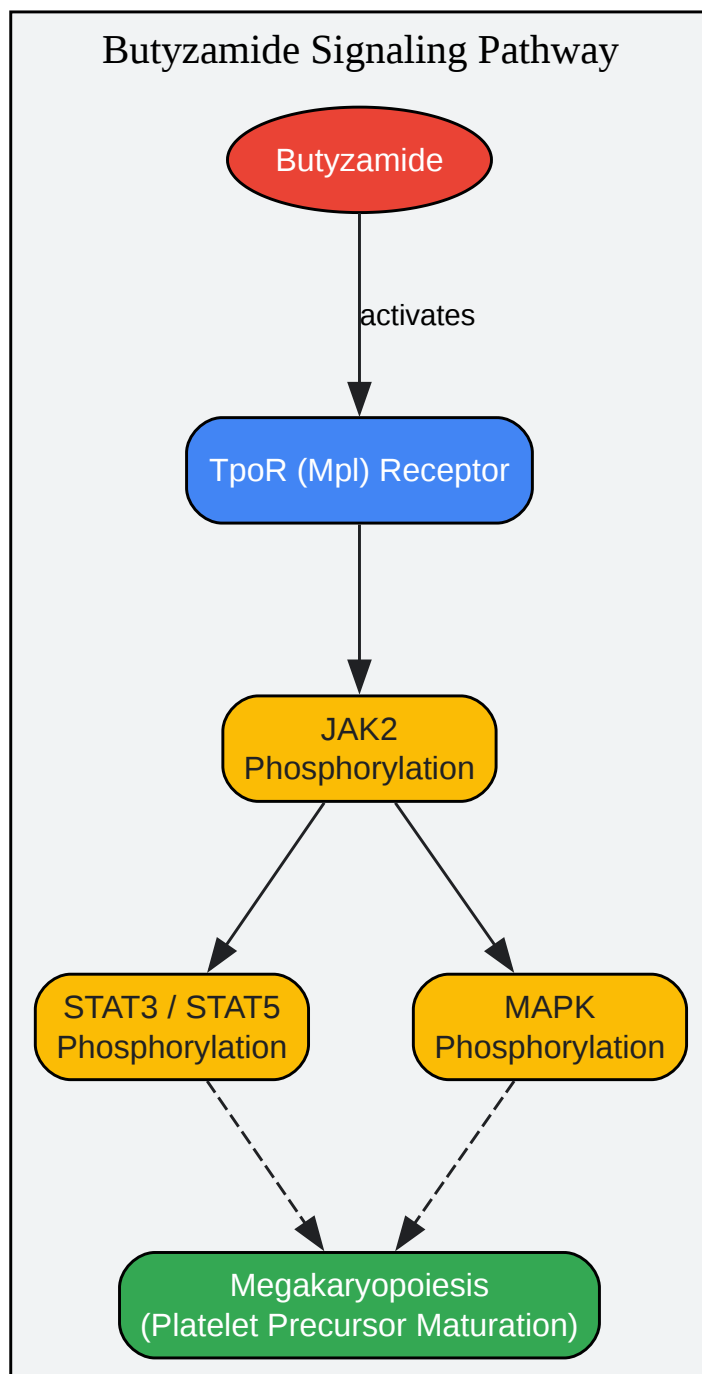 Butyzamide Signaling Pathway
Butyzamide
activates
TpoR (Mpl) Receptor
JAK2
Phosphorylation
STAT3 / STAT5
Phosphorylation
MAPK
Phosphorylation
Megakaryopoiesis
(Platelet Precursor Maturation)